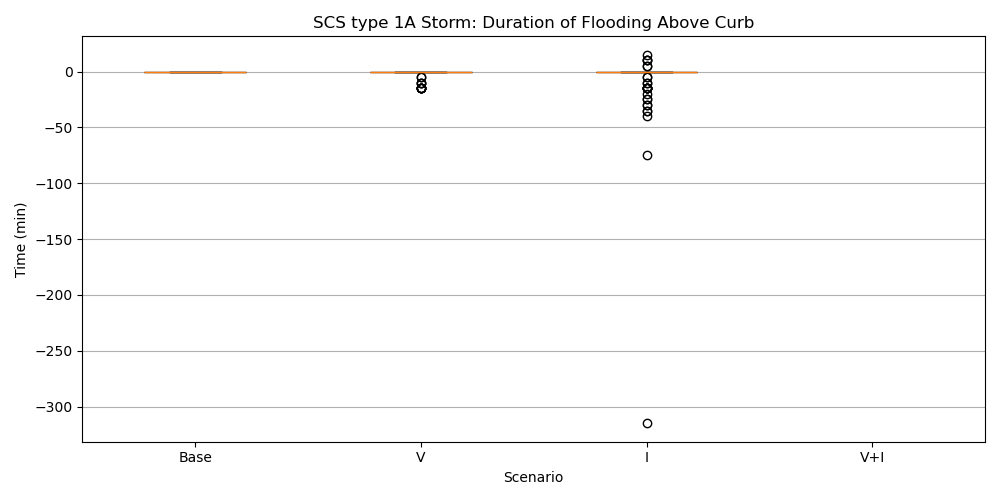 SCS type 1A Storm: Duration of Flooding Above Curb
0
−50
−100
−150
−200
−250
−300
Time (min)
Base V I V+I
Scenario